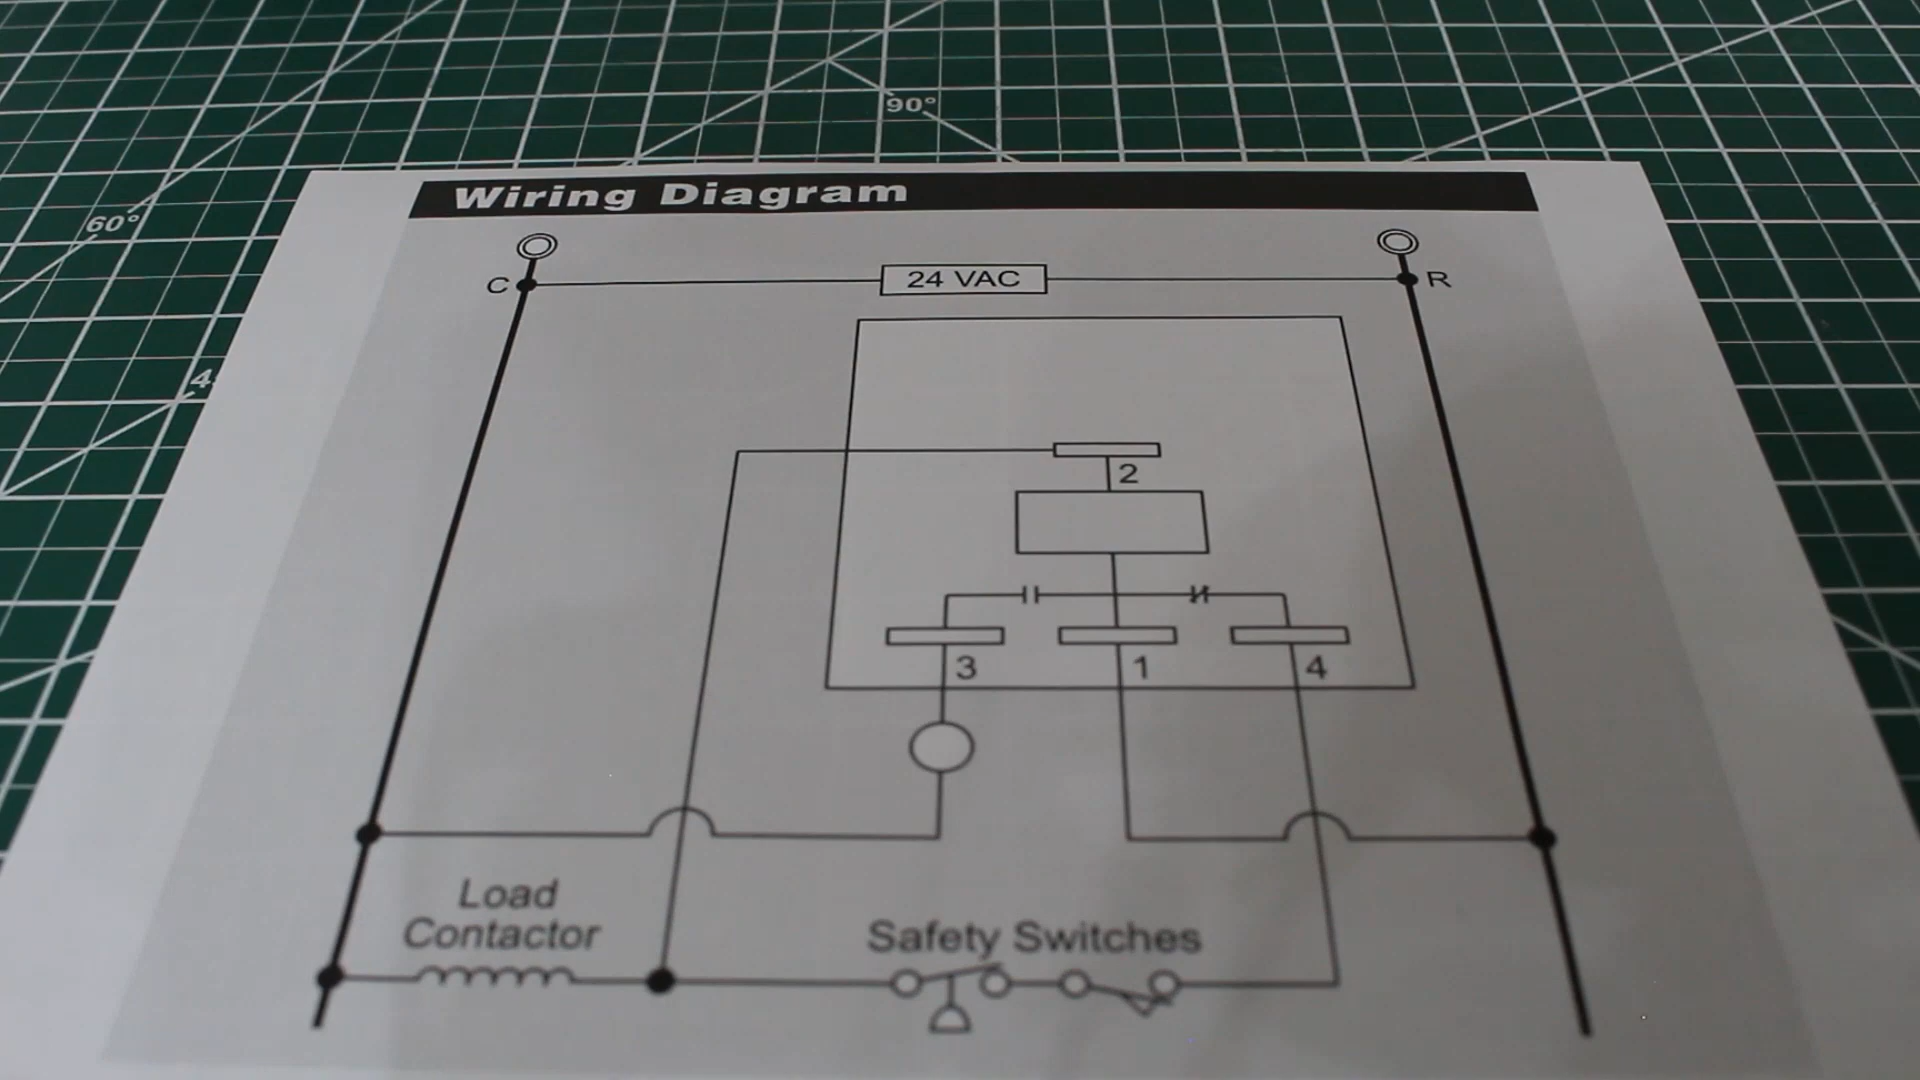 90°
60°
Wiring Diagram
C
24 VAC
R
2
3
1
4
Load
Contactor
Safety Switches